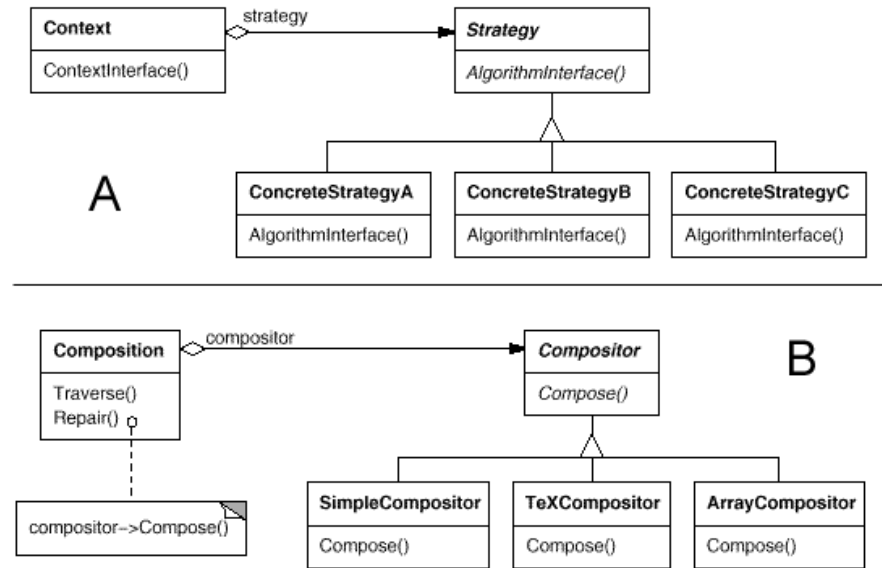 Context
strategy
Strategy
ContextInterface()
AlgorithmInterface()
A
ConcreteStrategyA
ConcreteStrategyB
ConcreteStrategyC
AlgorithmInterface()
AlgorithmInterface()
AlgorithmInterface()
Composition
compositor
Compositor
B
Traverse()
Repair()
Compose()
compositor->Compose()
SimpleCompositor
TeXCompositor
ArrayCompositor
Compose()
Compose()
Compose()